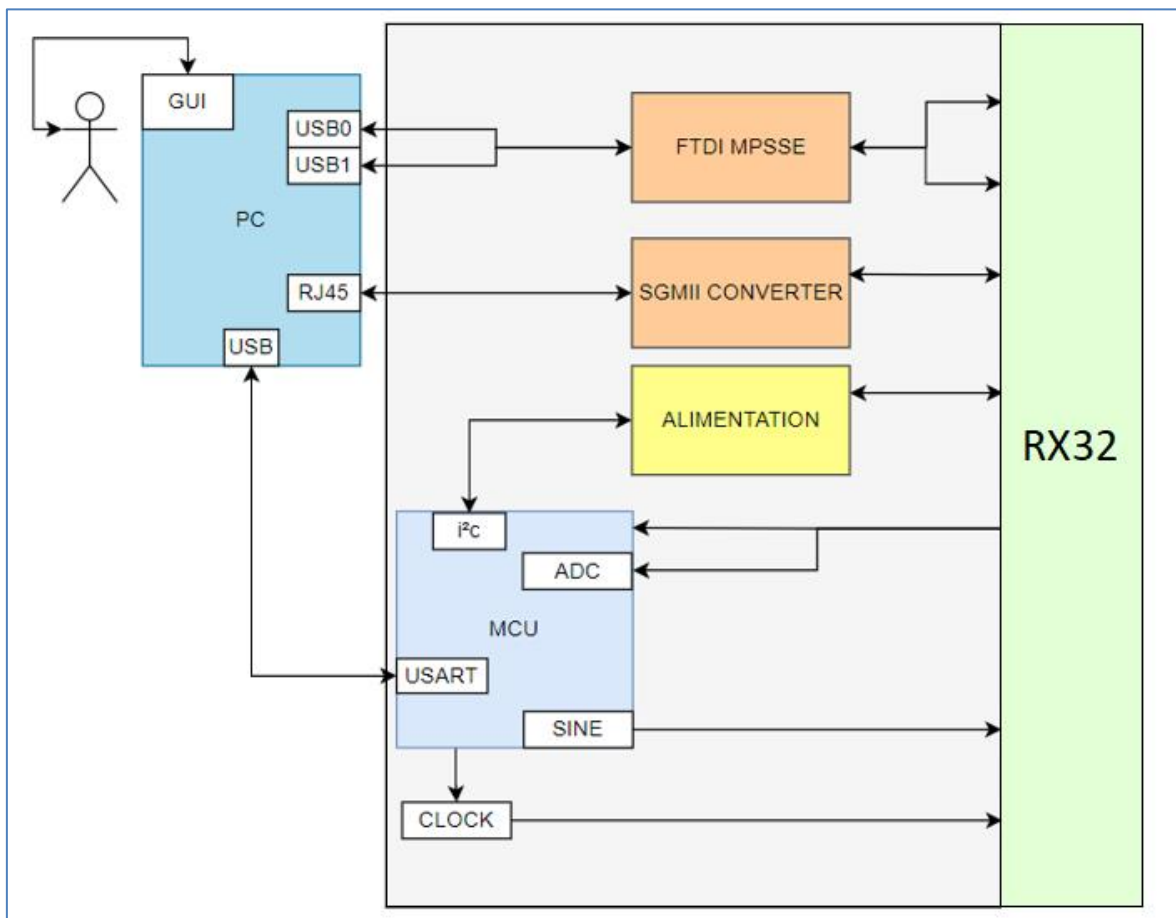 GUI
USB0
USB1
PC
RJ45
USB
FTDI MPSSE
SGMII CONVERTER
ALIMENTATION
RX32
i²c
ADC
MCU
USART
SINE
CLOCK